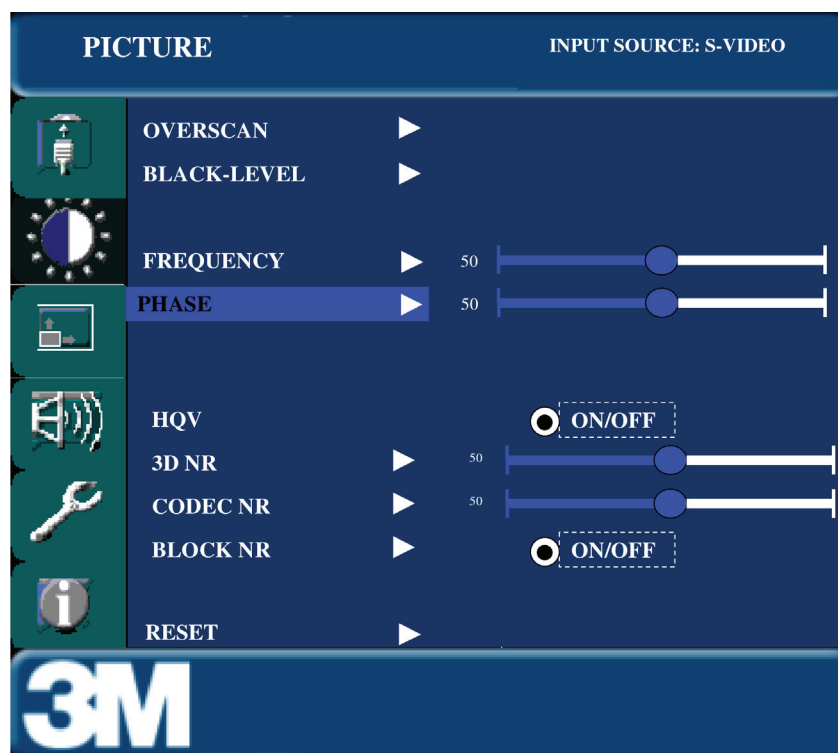 PICTURE INPUT SOURCE: S-VIDEO
OVERSCAN
BLACK-LEVEL
FREQUENCY 50
PHASE 50
HQV ON/OFF
3D NR 50
CODEC NR 50
BLOCK NR ON/OFF
RESET
3M